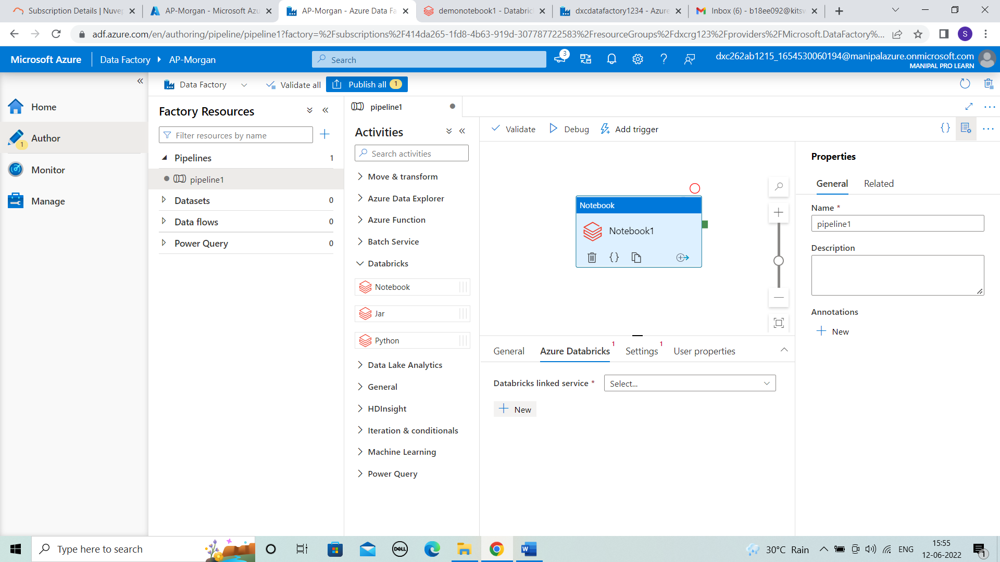 Subscription Details | Nuvep
AP-Morgan - Microsoft Azu
AP-Morgan - Azure Data Fa
demonotebook1 - Databric
dxcdatafactory1234 - Azure
Inbox (6) - b18ee092@kitsw
adf.azure.com/en/authoring/pipeline/pipeline1?factory=%2Fsubscriptions%2F414da265-1fd8-4b63-919d-307787722583%2FresourceGroups%2Fdxcrg123%2Fproviders%2FMicrosoft.DataFactory%...
S
Microsoft Azure
Data Factory
AP-Morgan
Search
3
dxc262ab1215_1654530060194@manipalazure.onmicrosoft.com
MANIPAL PRO LEARN
Home
Author
1
Monitor
Manage
Data Factory
Validate all
Publish all 1
Factory Resources
Filter resources by name
Pipelines 1
pipeline1
Datasets 0
Data flows 0
Power Query 0
pipeline1
Activities
Search activities
Move & transform
Azure Data Explorer
Azure Function
Batch Service
Databricks
Notebook
Jar
Python
Data Lake Analytics
General
HDInsight
Iteration & conditionals
Machine Learning
Power Query
Validate
Debug
Add trigger
Notebook
Notebook1
General
Azure Databricks 1
Settings 1
User properties
Databricks linked service *
Select...
New
Properties
General
Related
Name *
pipeline1
Description
Annotations
New
Type here to search
DELL
W
30°C Rain
ENG
15:55
12-06-2022
1